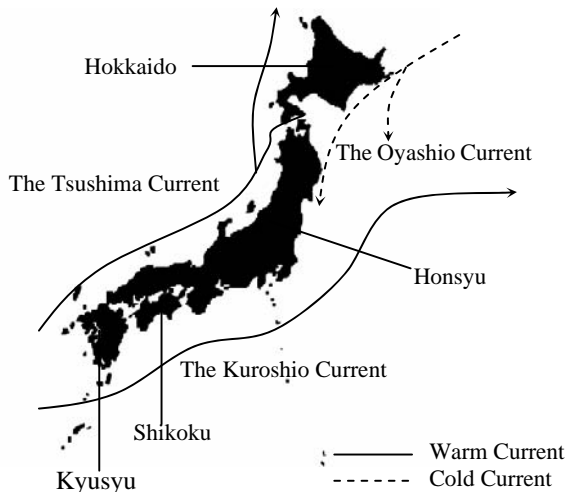 Hokkaido
The Oyashio Current
The Tsushima Current
Honsyu
The Kuroshio Current
Shikoku
Kyusyu
Warm Current
Cold Current